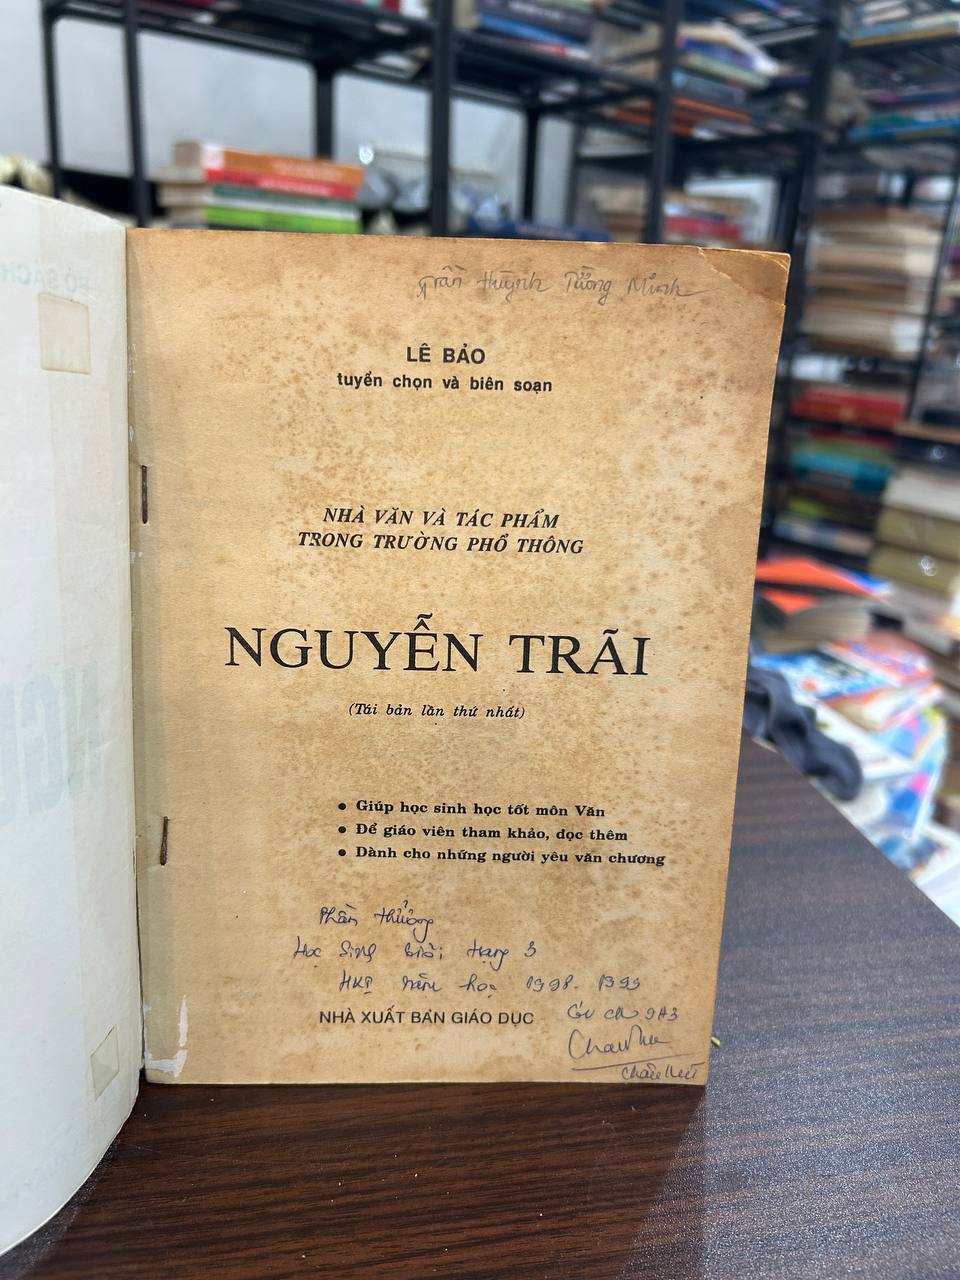 Trần Huỳnh Tường Minh
LÊ BẢO
tuyển chọn và biên soạn
NHÀ VĂN VÀ TÁC PHẨM
TRONG TRƯỜNG PHỔ THÔNG
NGUYỄN TRÃI
(Tái bản lần thứ nhất)
• Giúp học sinh học tốt môn Văn
• Để giáo viên tham khảo, đọc thêm
• Dành cho những người yêu văn chương
Phần thưởng
Học Sinh Giỏi hạng 3
năm học 1998-1999
NHÀ XUẤT BẢN GIÁO DỤC
9A3